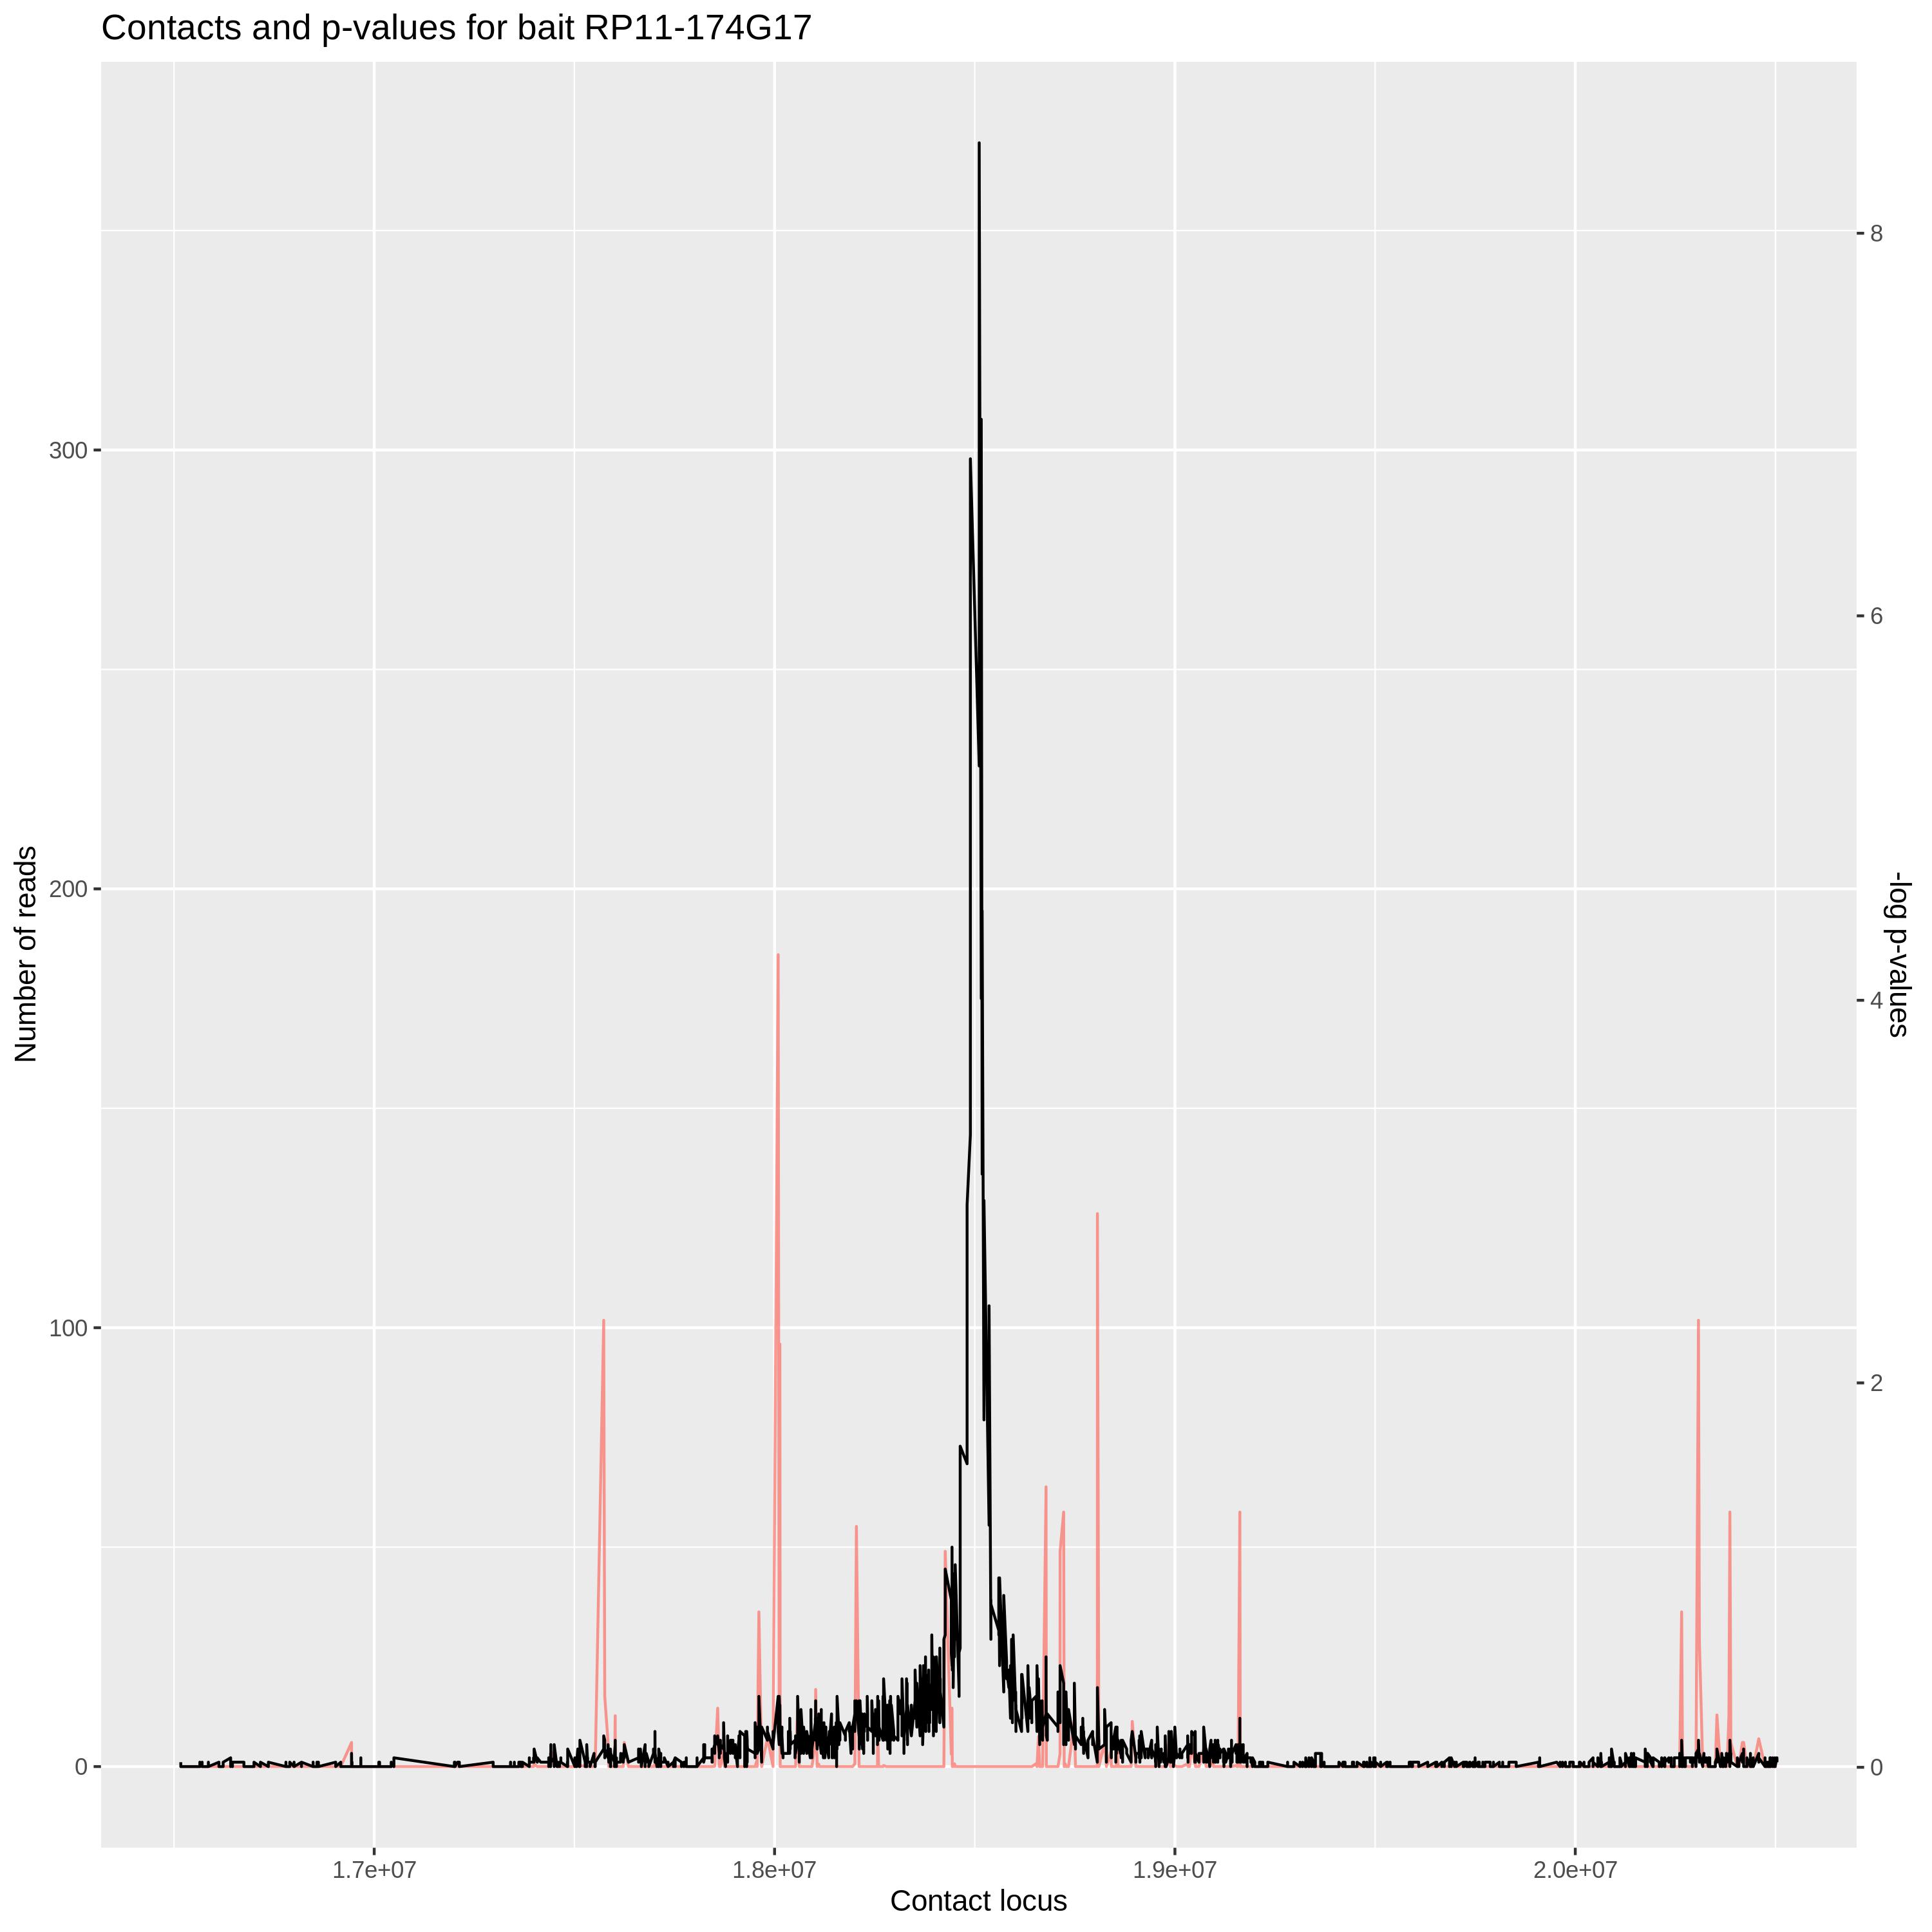 Contacts and p-values for bait RP11-174G17
Number of reads
300
200
100
0
8
6
4
2
0
-log p-values
1.7e+07
1.8e+07
1.9e+07
2.0e+07
Contact locus